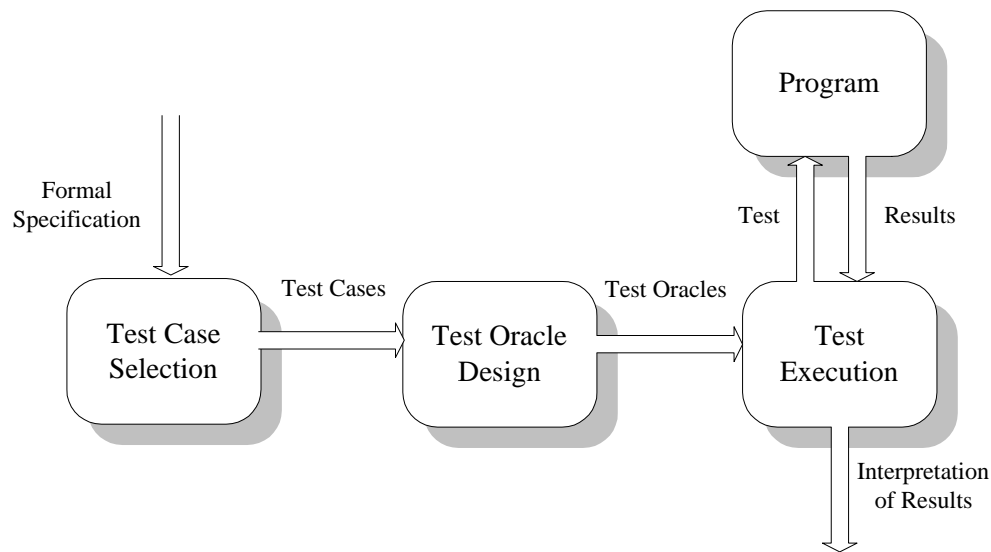 Program
Formal
Specification
Test
Results
Test Cases
Test Oracles
Test Case
Selection
Test Oracle
Design
Test
Execution
Interpretation
of Results